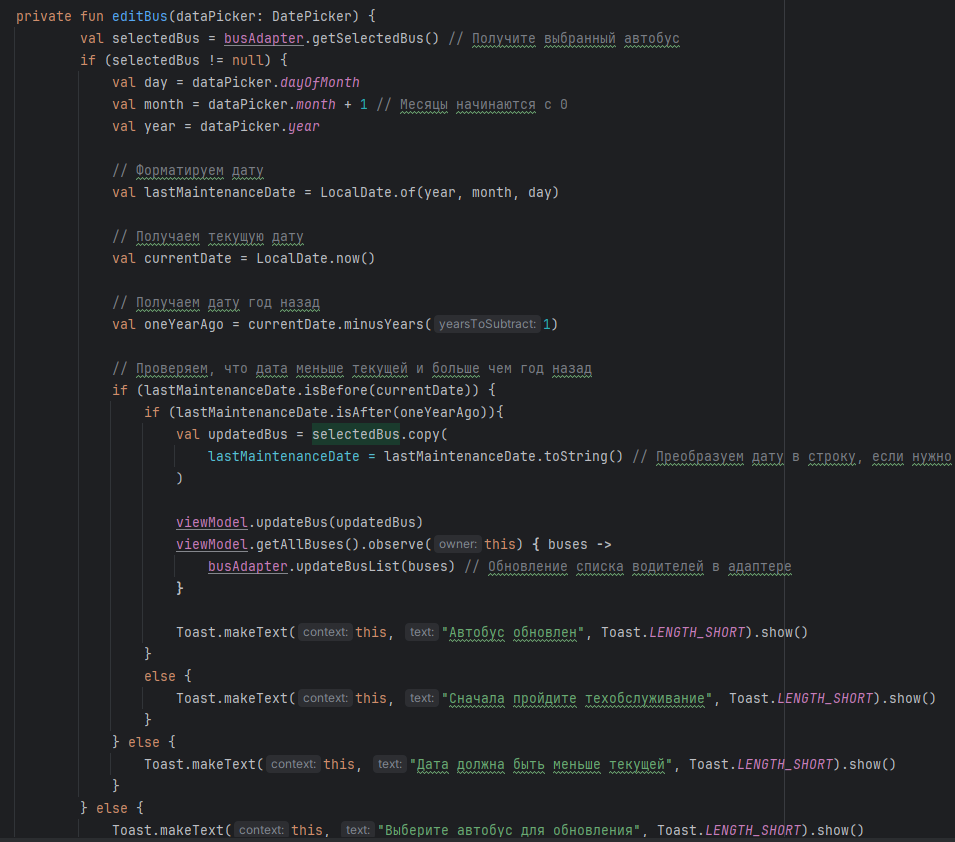 private fun editBus(dataPicker: DatePicker) {
val selectedBus = busAdapter.getSelectedBus() // Получите выбранный автобус
if (selectedBus != null) {
val day = dataPicker.dayOfMonth
val month = dataPicker.month + 1 // Месяцы начинаются с 0
val year = dataPicker.year
// Форматируем дату
val lastMaintenanceDate = LocalDate.of(year, month, day)
// Получаем текущую дату
val currentDate = LocalDate.now()
// Получаем дату год назад
val oneYearAgo = currentDate.minusYears( yearsToSubtract: 1)
// Проверяем, что дата меньше текущей и больше чем год назад
if (lastMaintenanceDate.isBefore(currentDate)) {
if (lastMaintenanceDate.isAfter(oneYearAgo)){
val updatedBus = selectedBus.copy(
lastMaintenanceDate = lastMaintenanceDate.toString() // Преобразуем дату в строку, если нужно
)
viewModel.updateBus(updatedBus)
viewModel.getAllBuses().observe( owner: this) { buses ->
busAdapter.updateBusList(buses) // Обновление списка водителей в адаптере
}
Toast.makeText( context: this, text: "Автобус обновлен", Toast.LENGTH_SHORT).show()
}
else {
Toast.makeText( context: this, text: "Сначала пройдите техобслуживание", Toast.LENGTH_SHORT).show()
}
} else {
Toast.makeText( context: this, text: "Дата должна быть меньше текущей", Toast.LENGTH_SHORT).show()
}
} else {
Toast.makeText( context: this, text: "Выберите автобус для обновления", Toast.LENGTH_SHORT).show()